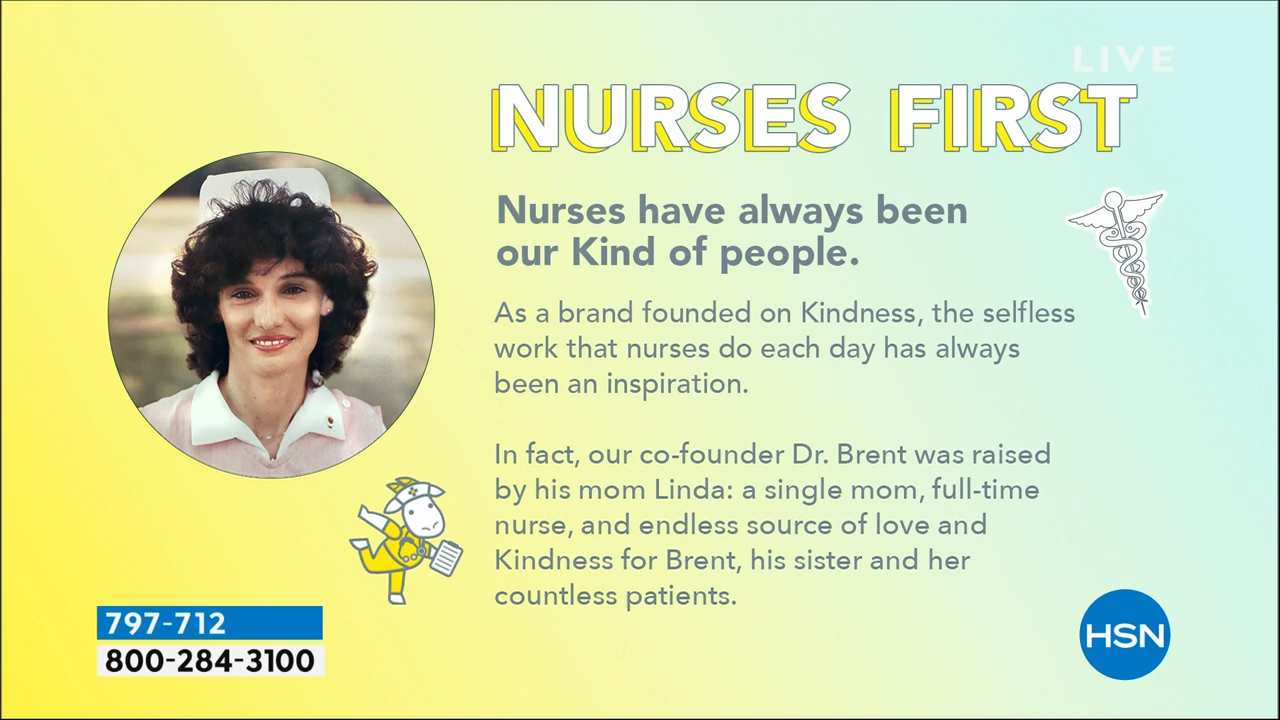 LIVE
NURSES FIRST
Nurses have always been
our Kind of people.
As a brand founded on Kindness, the selfless
work that nurses do each day has always
been an inspiration.
In fact, our co-founder Dr. Brent was raised
by his mom Linda: a single mom, full-time
nurse, and endless source of love and
Kindness for Brent, his sister and her
countless patients.
797-712
800-284-3100
HSN